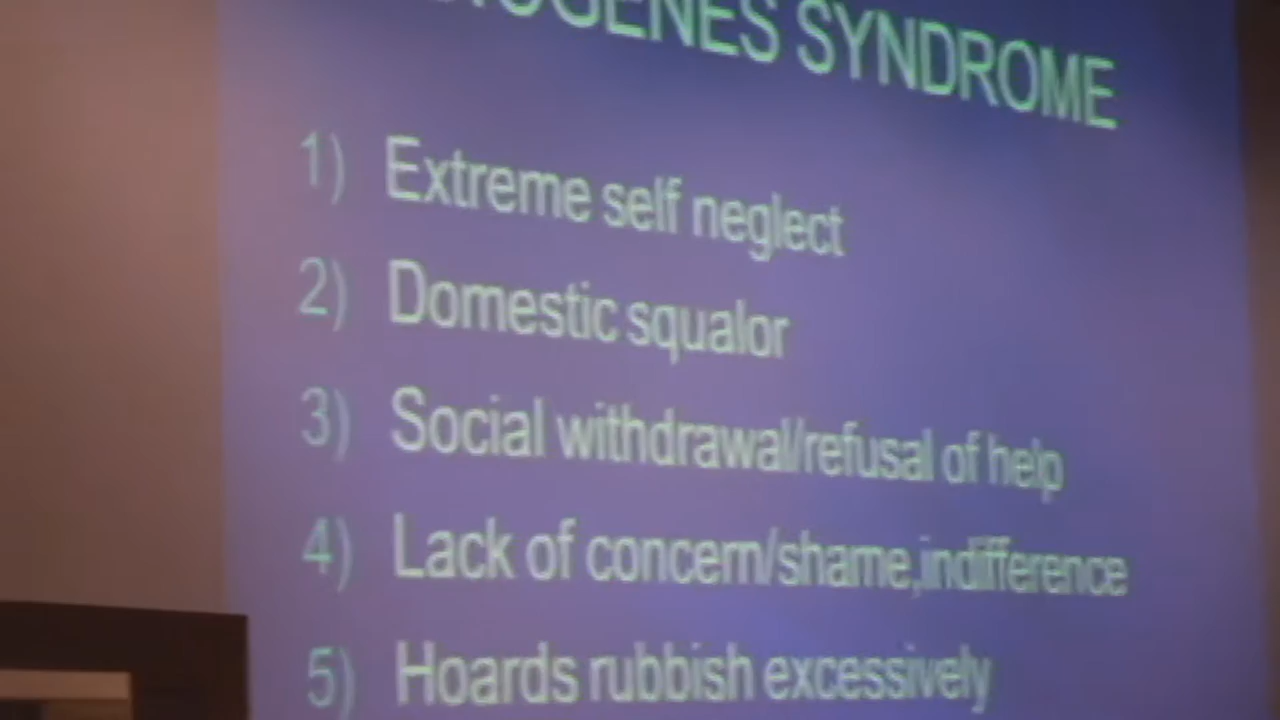 DIOGENES SYNDROME
1) Extreme self neglect
2) Domestic squalor
3) Social withdrawal/refusal of help
4) Lack of concern/shame,indifference
5) Hoards rubbish excessively